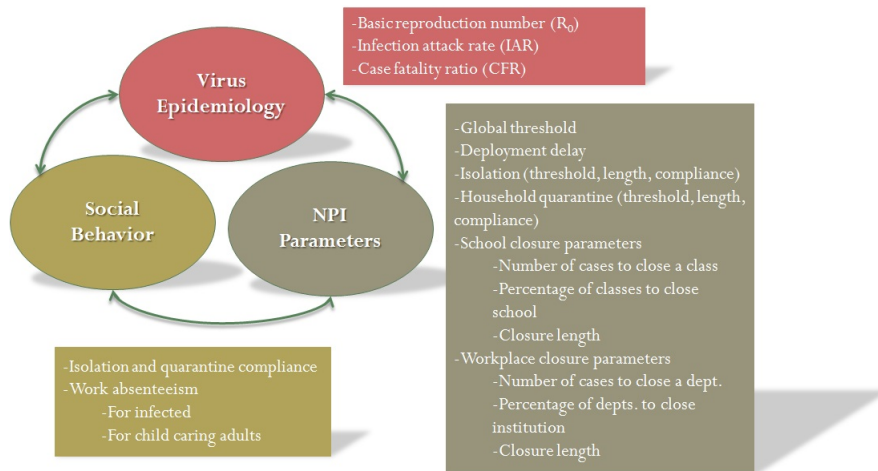 -Basic reproduction number (R₀)
-Infection attack rate (IAR)
-Case fatality ratio (CFR)
Virus
Epidemiology
Social
Behavior
NPI
Parameters
-Global threshold
-Deployment delay
-Isolation (threshold, length, compliance)
-Household quarantine (threshold, length,
compliance)
-School closure parameters
-Number of cases to close a class
-Percentage of classes to close
school
-Closure length
-Workplace closure parameters
-Number of cases to close a dept.
-Percentage of depts. to close
institution
-Closure length
-Isolation and quarantine compliance
-Work absenteeism
-For infected
-For child caring adults